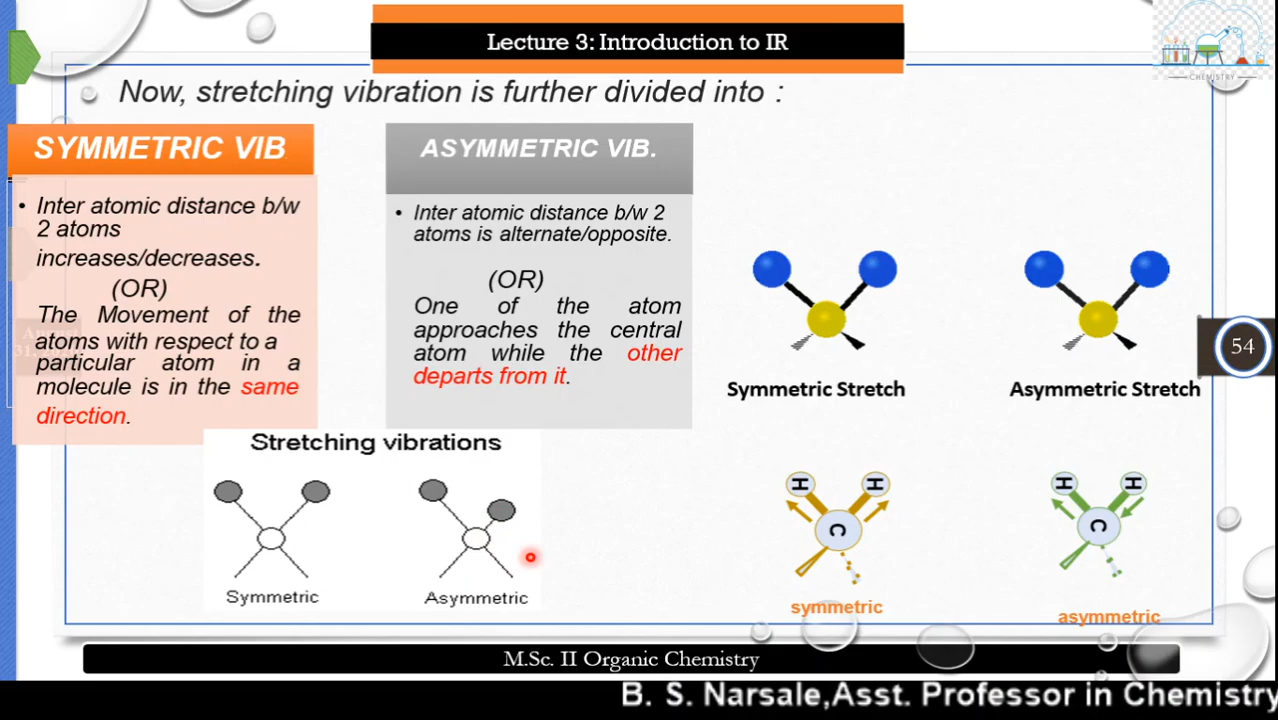 Lecture 3: Introduction to IR
CHEMISTRY
Now, stretching vibration is further divided into :
SYMMETRIC VIB.
• Inter atomic distance b/w
2 atoms
increases/decreases.
(OR)
The Movement of the
atoms with respect to a
particular atom in a
molecule is in the same
direction.
ASYMMETRIC VIB.
• Inter atomic distance b/w 2
atoms is alternate/opposite.
(OR)
One of the atom
approaches the central
atom while the other
departs from it.
Symmetric Stretch
Asymmetric Stretch
54
Stretching vibrations
Symmetric
Asymmetric
H H
C
symmetric
H H
C
asymmetric
M.Sc. II Organic Chemistry
B. S. Narsale,Asst. Professor in Chemistry